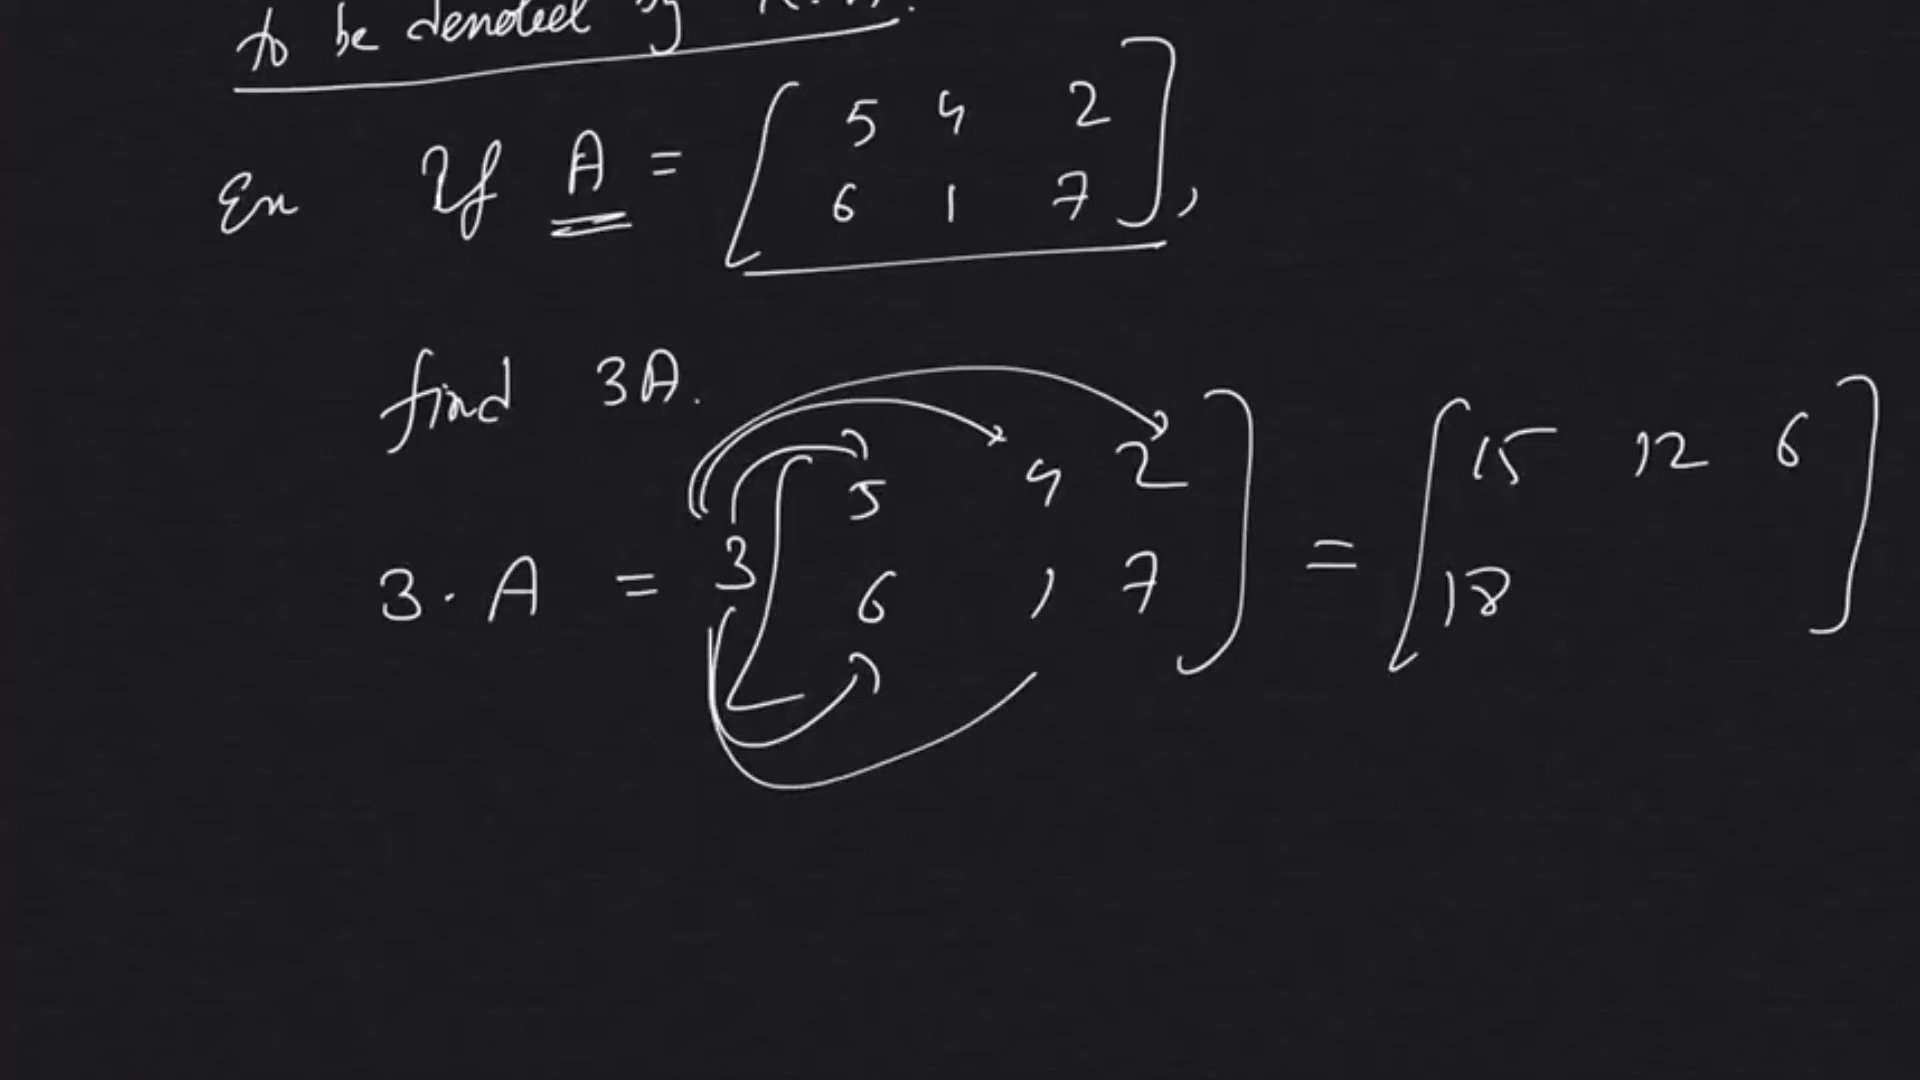 to be denoted by
Ex If A = [ 5 4 2
6 1 7 ],
find 3A.
3 · A = 3 [ 5 4 2
6 1 7 ] = [ 15 12 6
18 ]